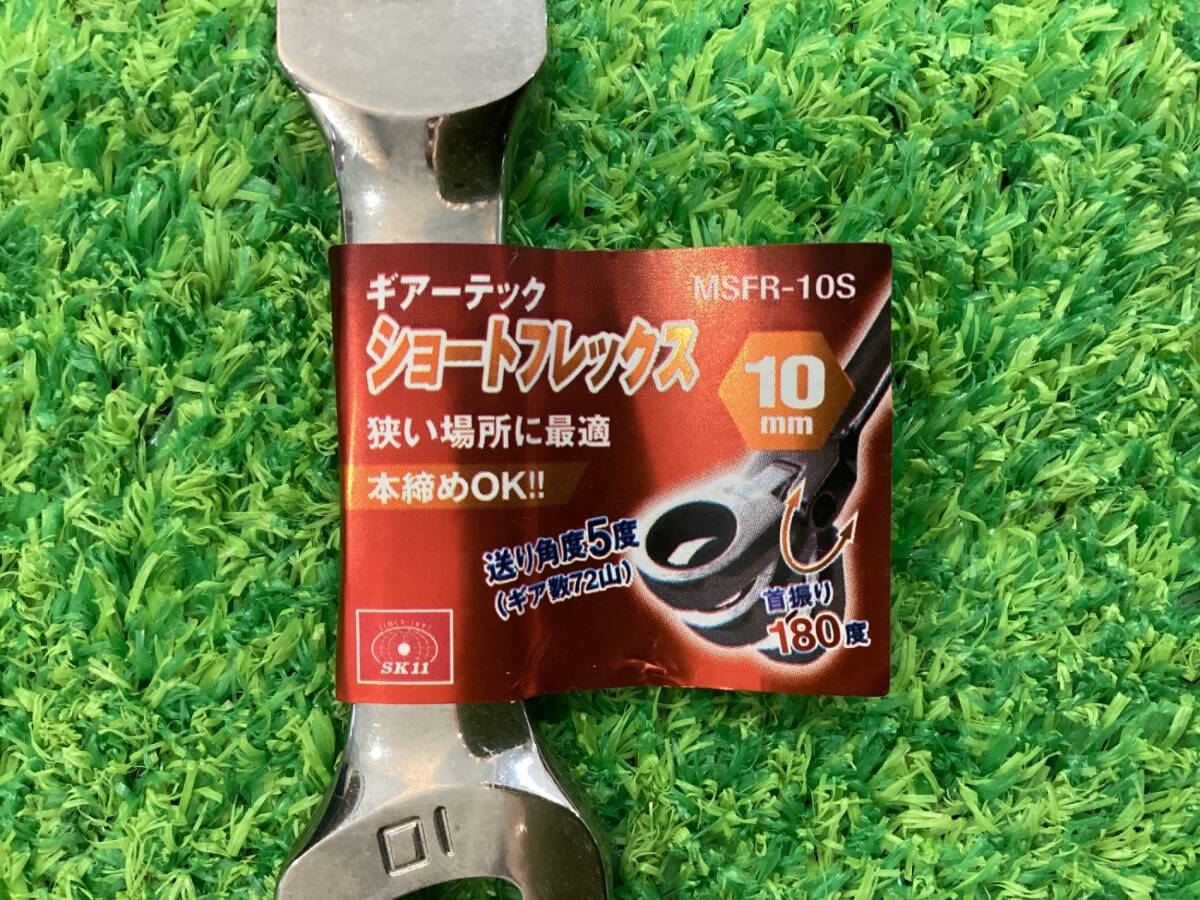 ギアーテック
MSFR-10S
ショートフレックス
10
mm
狭い場所に最適
本締めOK!!
送り角度5度
(ギア数72山)
首振り
180度
SK11
10